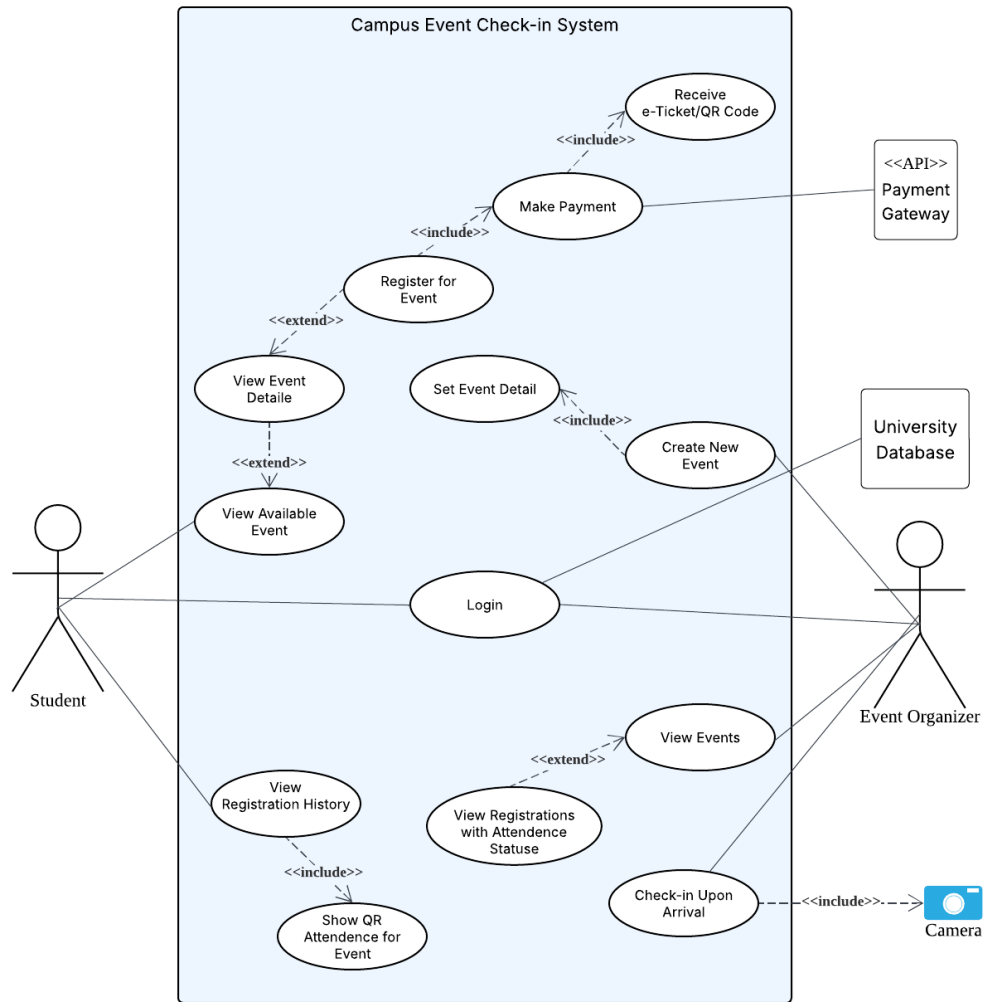 Campus Event Check-in System
Receive
e-Ticket/QR Code
<<include>>
<<API>>
Payment
Gateway
Make Payment
<<include>>
Register for
Event
<<extend>>
View Event
Detaile
Set Event Detail
<<include>>
University
Database
Create New
Event
<<extend>>
View Available
Event
Login
Student
Event Organizer
View Events
<<extend>>
View
Registration History
View Registrations
with Attendence
Statuse
<<include>>
Check-in Upon
Arrival
<<include>>
Camera
Show QR
Attendence for
Event